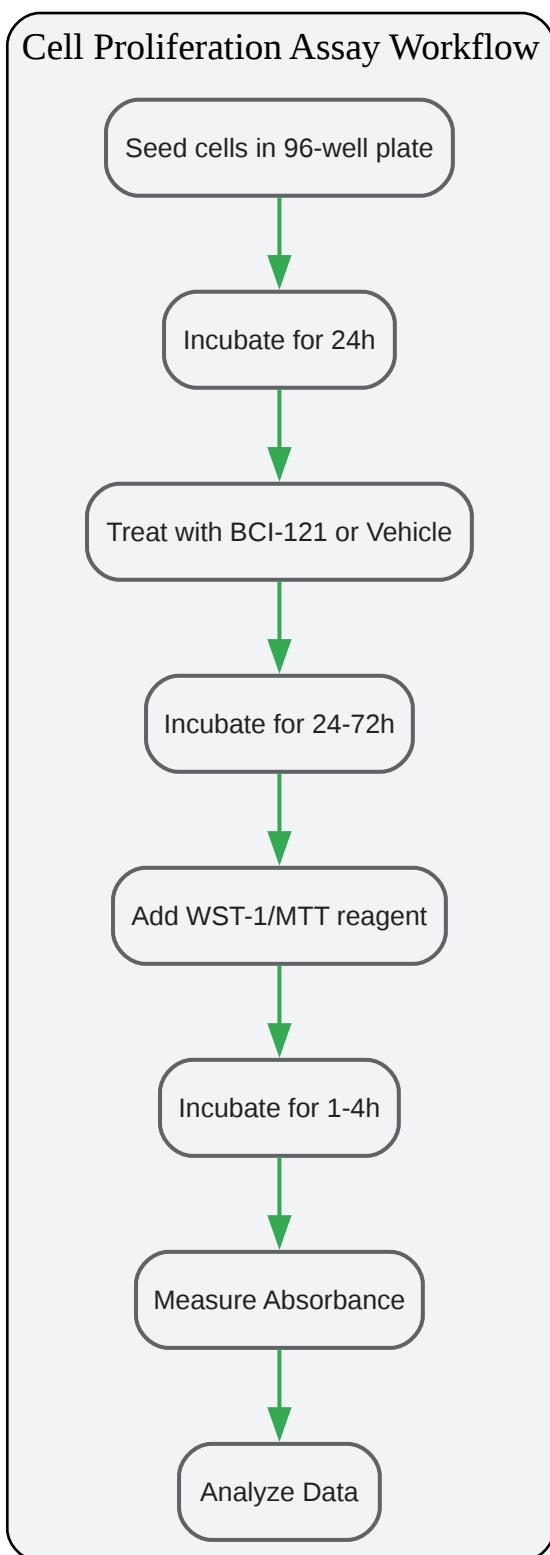 Cell Proliferation Assay Workflow
Seed cells in 96-well plate
Incubate for 24h
Treat with BCI-121 or Vehicle
Incubate for 24-72h
Add WST-1/MTT reagent
Incubate for 1-4h
Measure Absorbance
Analyze Data